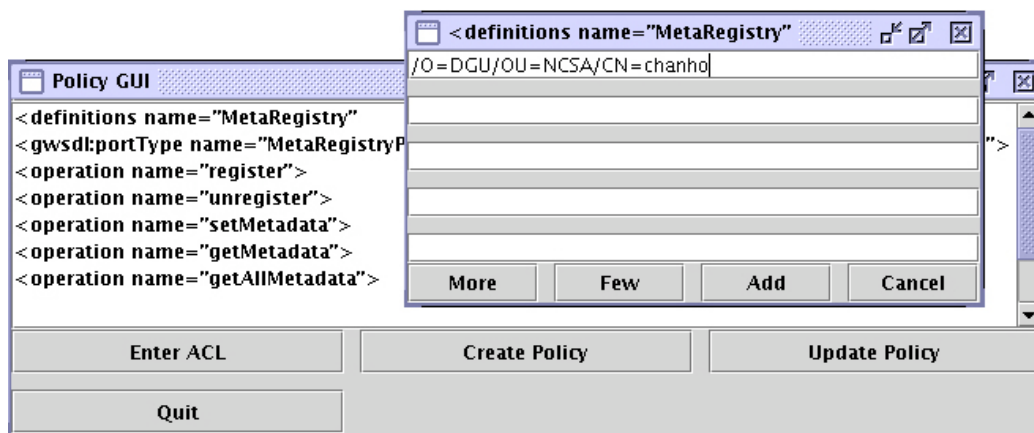 <definitions name="MetaRegistry"
/O=DGU/OU=NCSA/CN=chanho
Policy GUI
<definitions name="MetaRegistry"
<gwsdl:portType name="MetaRegistryP ">
<operation name="register">
<operation name="unregister">
<operation name="setMetadata">
<operation name="getMetadata">
<operation name="getAllMetadata">
More Few Add Cancel
Enter ACL Create Policy Update Policy
Quit